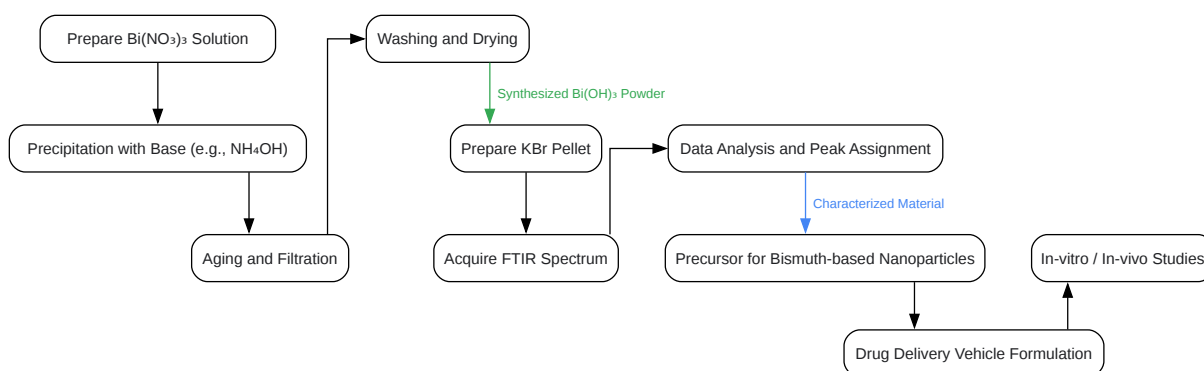 Prepare Bi(NO₃)₃ Solution
Precipitation with Base (e.g., NH₄OH)
Aging and Filtration
Washing and Drying
Synthesized Bi(OH)₃ Powder
Prepare KBr Pellet
Acquire FTIR Spectrum
Data Analysis and Peak Assignment
Characterized Material
Precursor for Bismuth-based Nanoparticles
Drug Delivery Vehicle Formulation
In-vitro / In-vivo Studies